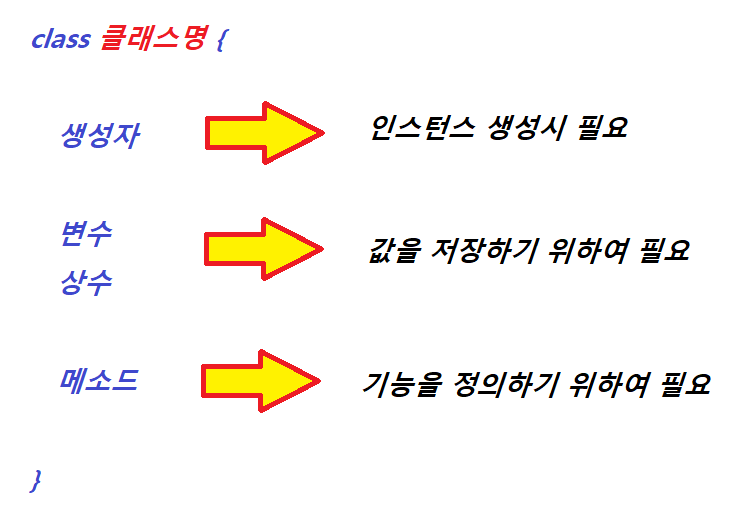 class 클래스명 {
생성자
인스턴스 생성시 필요
변수
상수
값을 저장하기 위하여 필요
메소드
기능을 정의하기 위하여 필요
}